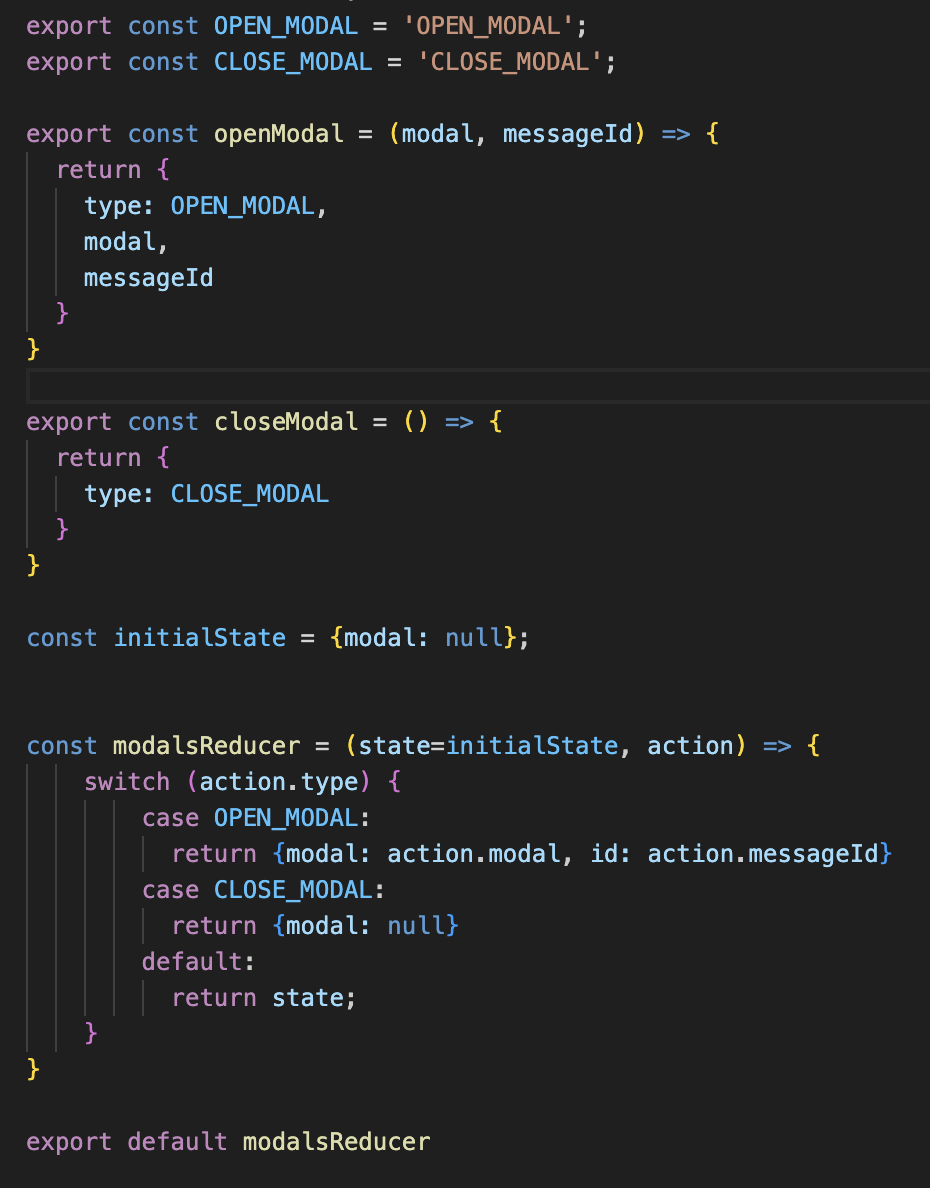 export const OPEN_MODAL = 'OPEN_MODAL';
export const CLOSE_MODAL = 'CLOSE_MODAL';

export const openModal = (modal, messageId) => {
  return {
    type: OPEN_MODAL,
    modal,
    messageId
  }
}

export const closeModal = () => {
  return {
    type: CLOSE_MODAL
  }
}

const initialState = {modal: null};


const modalsReducer = (state=initialState, action) => {
    switch (action.type) {
        case OPEN_MODAL:
          return {modal: action.modal, id: action.messageId}
        case CLOSE_MODAL:
          return {modal: null}
        default:
          return state;
    }
}

export default modalsReducer